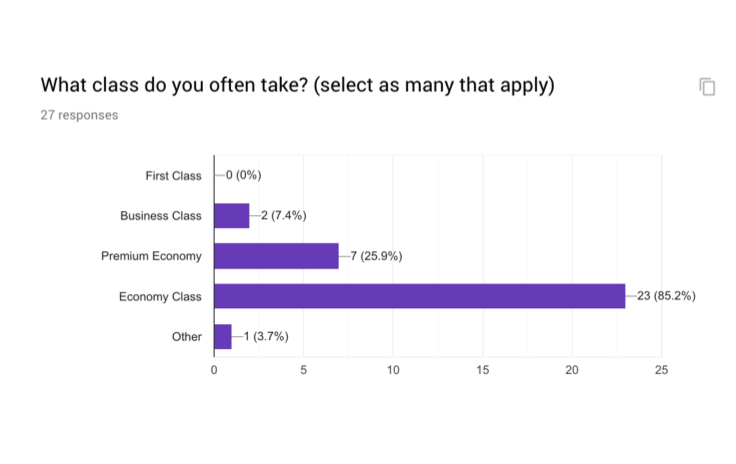 What class do you often take? (select as many that apply)
27 responses
First Class 0 (0%)
Business Class 2 (7.4%)
Premium Economy 7 (25.9%)
Economy Class 23 (85.2%)
Other 1 (3.7%)
0 5 10 15 20 25